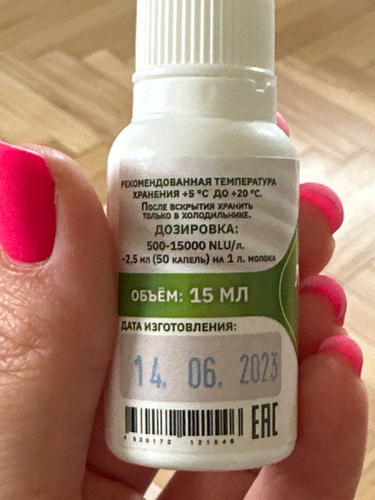 РЕКОМЕНДОВАННАЯ ТЕМПЕРАТУРА
ХРАНЕНИЯ +5 °С ДО +20 °С.
ПОСЛЕ ВСКРЫТИЯ ХРАНИТЬ
ТОЛЬКО В ХОЛОДИЛЬНИКЕ.
ДОЗИРОВКА:
500-15000 NLU/л.
-2,5 мл (50 КАПЕЛЬ) НА 1 л. МОЛОКА
ОБЪЁМ: 15 МЛ
ДАТА ИЗГОТОВЛЕНИЯ:
14. 06. 2023
EAC